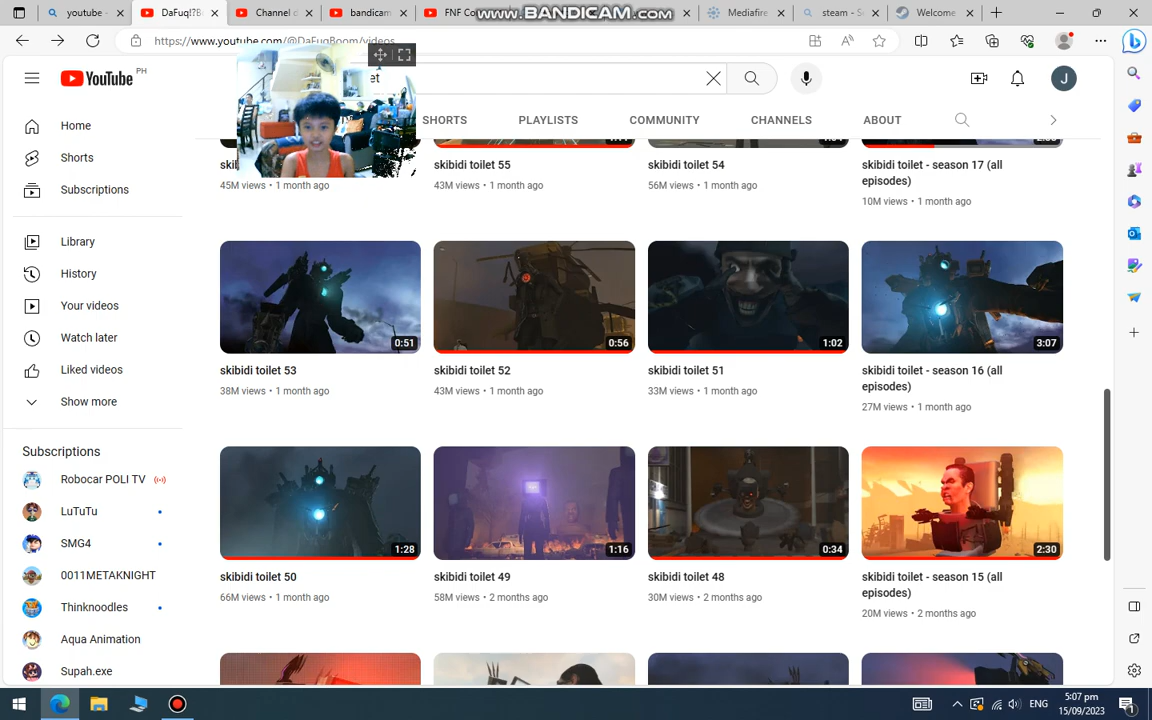 youtube -
DaFuq!?B
Channel d
bandicam
FNF Co
www.BANDICAM.com
Mediafire
steam - Se
Welcome
https://www.youtube.com/@DaFuqBoom/videos
YouTube PH
et
J
SHORTS PLAYLISTS COMMUNITY CHANNELS ABOUT
Home
Shorts
Subscriptions
Library
History
Your videos
Watch later
Liked videos
Show more
Subscriptions
Robocar POLI TV
LuTuTu
SMG4
0011METAKNIGHT
Thinknoodles
Aqua Animation
Supah.exe
45M views • 1 month ago
skibidi toilet 55
43M views • 1 month ago
skibidi toilet 54
56M views • 1 month ago
skibidi toilet - season 17 (all
episodes)
10M views • 1 month ago
0:51
skibidi toilet 53
38M views • 1 month ago
0:56
skibidi toilet 52
43M views • 1 month ago
1:02
skibidi toilet 51
33M views • 1 month ago
3:07
skibidi toilet - season 16 (all
episodes)
27M views • 1 month ago
1:28
skibidi toilet 50
66M views • 1 month ago
1:16
skibidi toilet 49
58M views • 2 months ago
0:34
skibidi toilet 48
30M views • 2 months ago
2:30
skibidi toilet - season 15 (all
episodes)
20M views • 2 months ago
ENG
5:07 pm
15/09/2023
1